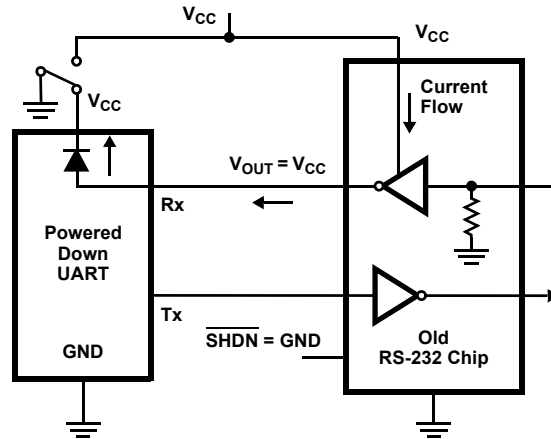 VCC
VCC
VCC
Current
Flow
VOUT = VCC
Rx
Powered
Down
UART
Tx
GND
SHDN = GND
Old
RS-232 Chip